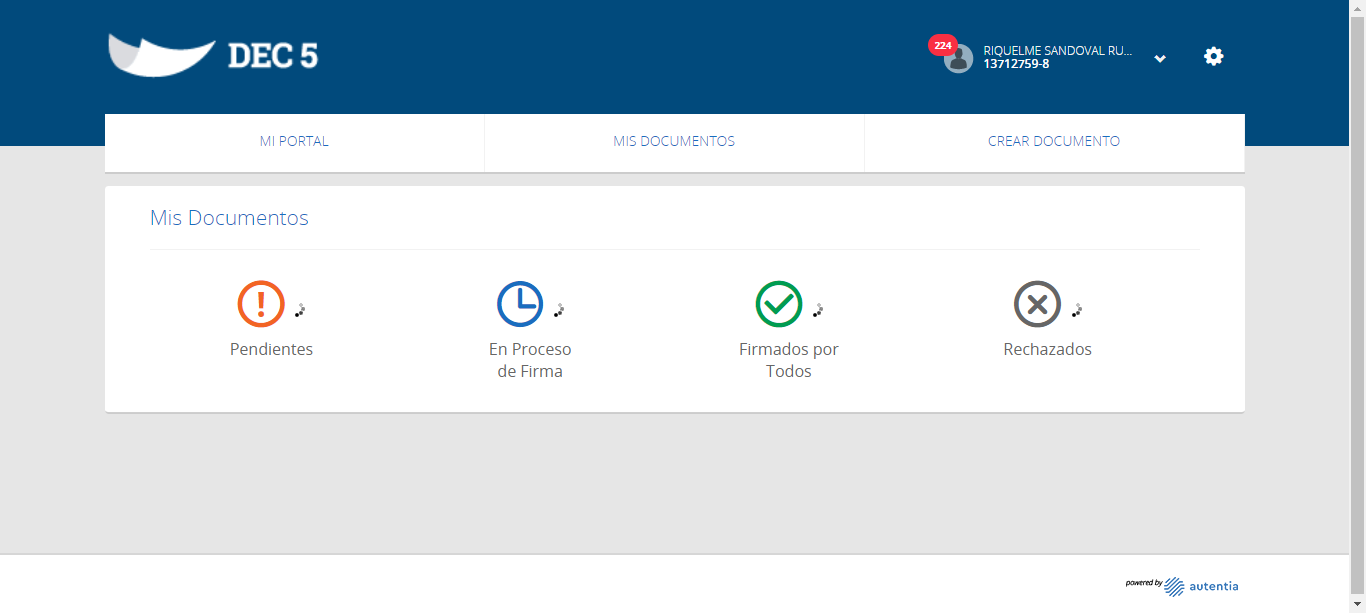 DEC 5
224
RIQUELME SANDOVAL RU...
13712759-8
MI PORTAL
MIS DOCUMENTOS
CREAR DOCUMENTO
Mis Documentos
Pendientes
En Proceso
de Firma
Firmados por
Todos
Rechazados
powered by autentia